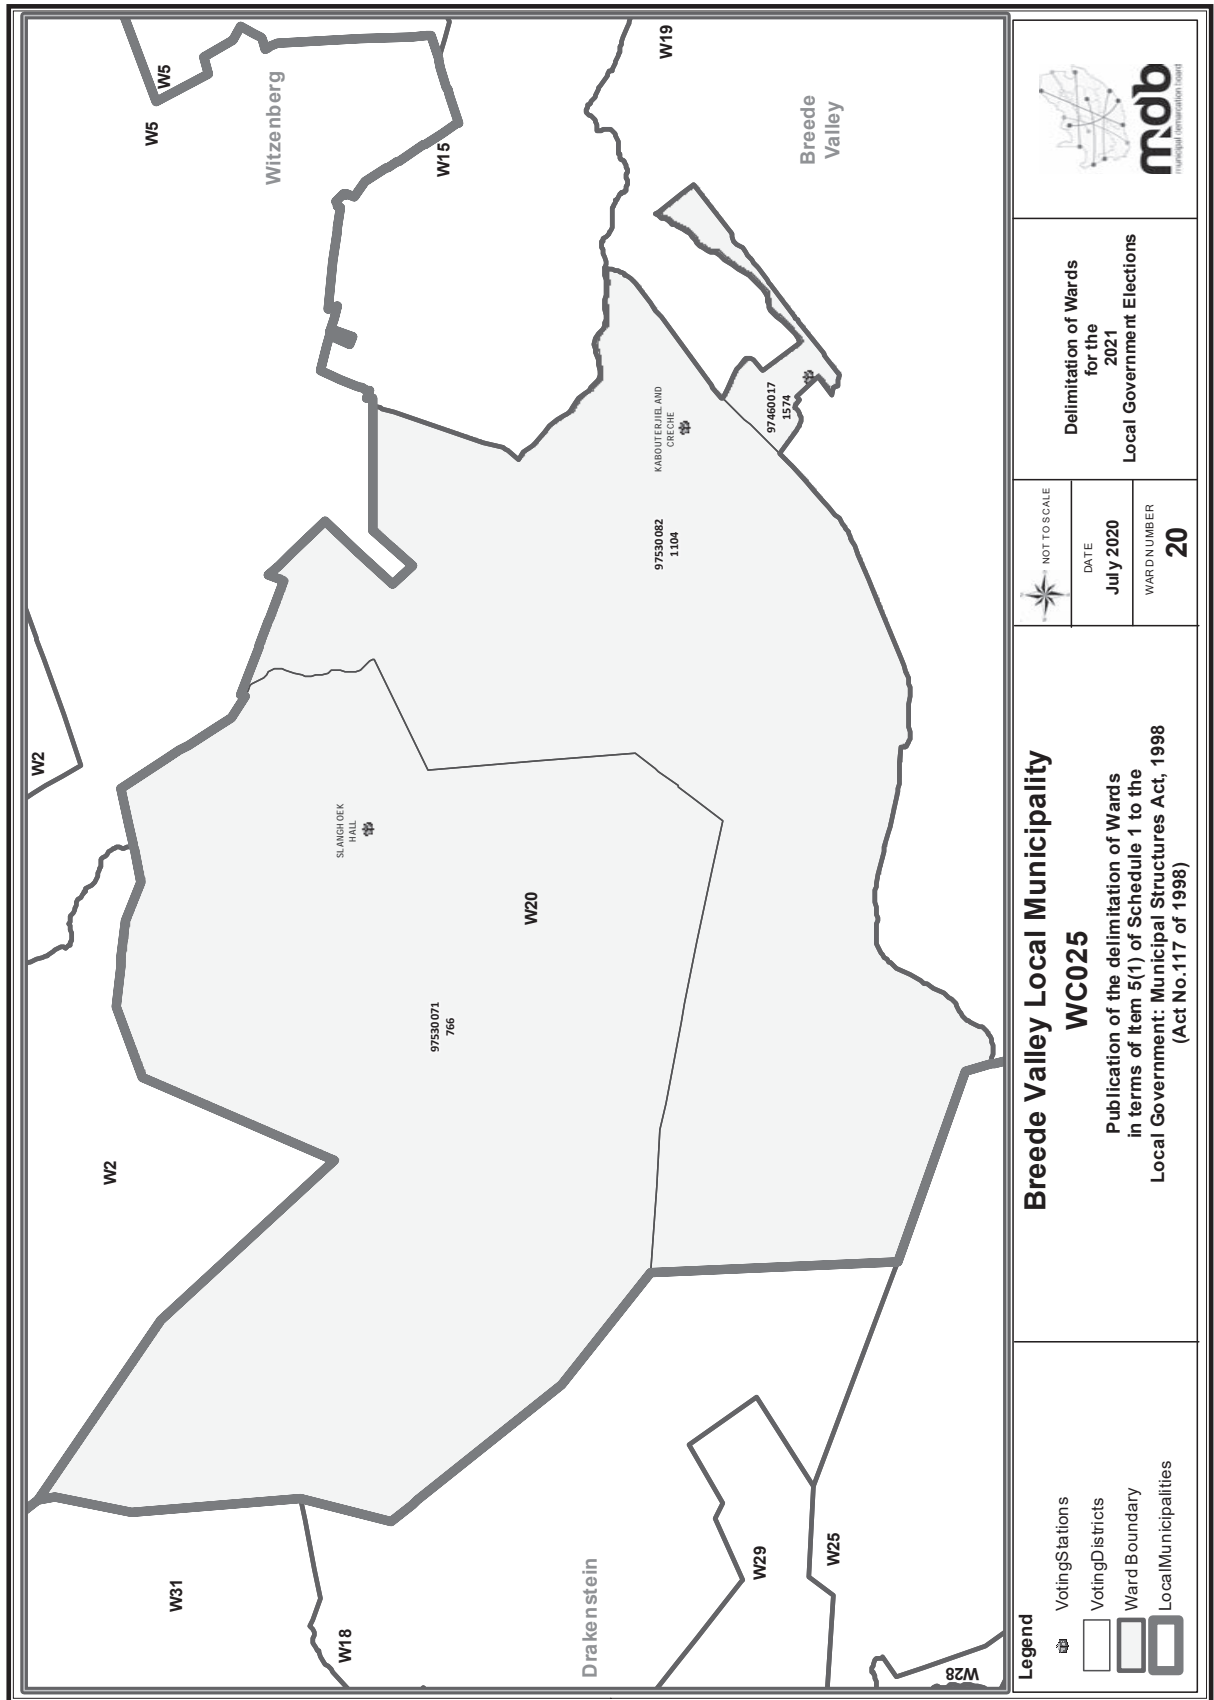 W5
W5
Witzenberg
W15
W19
Breede
Valley
W2
W2
KABOUTERJIELAND
CRECHE
97460017
1574
97530082
1104
SLANGHOEK
HALL
W20
97530071
766
W31
W18
Drakenstein
W29
W25
W28
Legend
VotingStations
VotingDistricts
Ward Boundary
LocalMunicipalities
Breede Valley Local Municipality
WC025
Publication of the delimitation of Wards
in terms of Item 5(1) of Schedule 1 to the
Local Government: Municipal Structures Act, 1998
(Act No.117 of 1998)
NOT TO SCALE
DATE
July 2020
WARD NUMBER
20
Delimitation of Wards
for the
2021
Local Government Elections
mdb
municipal demarcation board